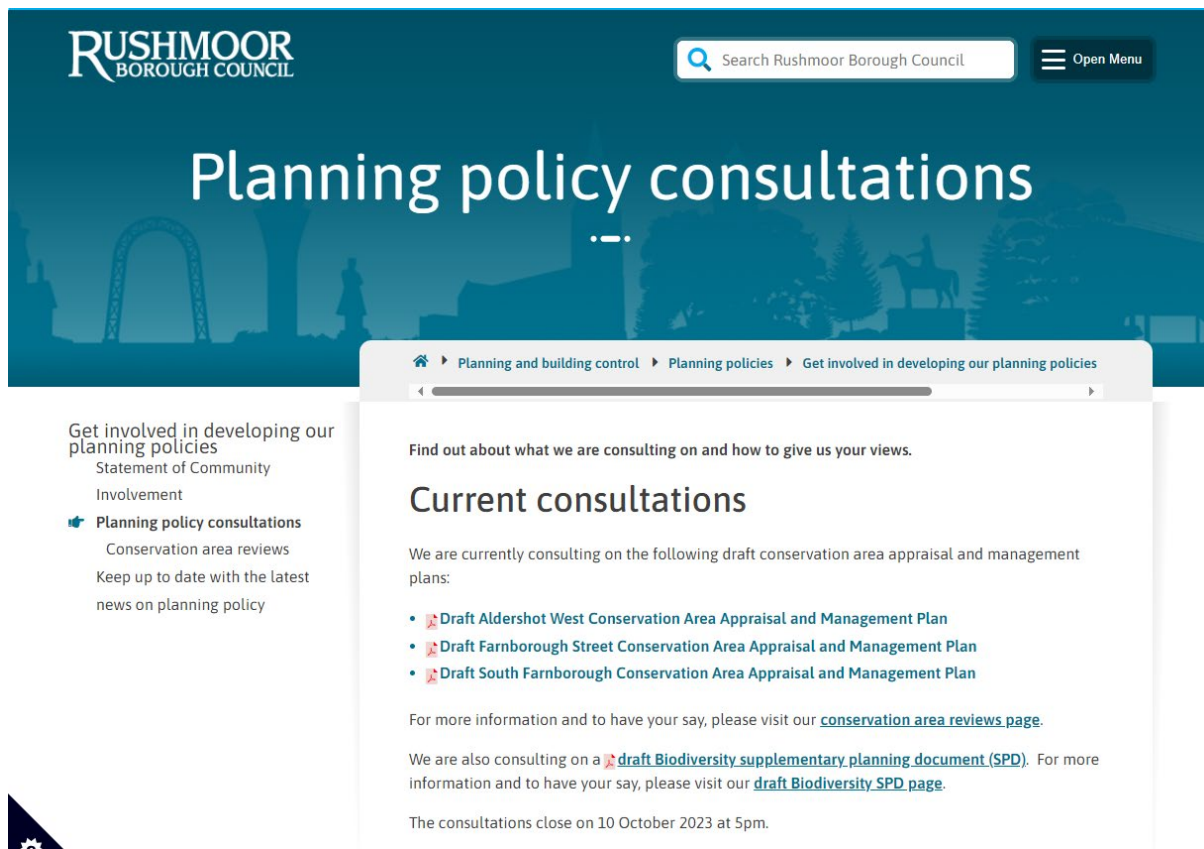 RUSHMOOR
BOROUGH COUNCIL
Search Rushmoor Borough Council
Open Menu
Planning policy consultations
Planning and building control
Planning policies
Get involved in developing our planning policies
Get involved in developing our
planning policies
Statement of Community
Involvement
Planning policy consultations
Conservation area reviews
Keep up to date with the latest
news on planning policy
Find out about what we are consulting on and how to give us your views.
Current consultations
We are currently consulting on the following draft conservation area appraisal and management
plans:
• Draft Aldershot West Conservation Area Appraisal and Management Plan
• Draft Farnborough Street Conservation Area Appraisal and Management Plan
• Draft South Farnborough Conservation Area Appraisal and Management Plan
For more information and to have your say, please visit our conservation area reviews page.
We are also consulting on a draft Biodiversity supplementary planning document (SPD). For more
information and to have your say, please visit our draft Biodiversity SPD page.
The consultations close on 10 October 2023 at 5pm.